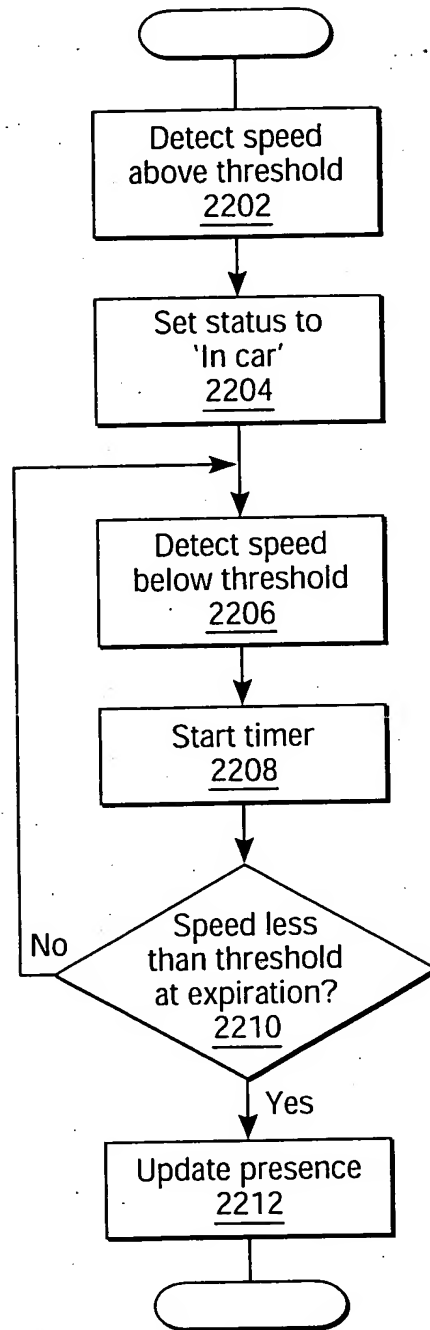 Detect speed
above threshold
2202
Set status to
'In car'
2204
Detect speed
below threshold
2206
Start timer
2208
No
Speed less
than threshold
at expiration?
2210
Yes
Update presence
2212